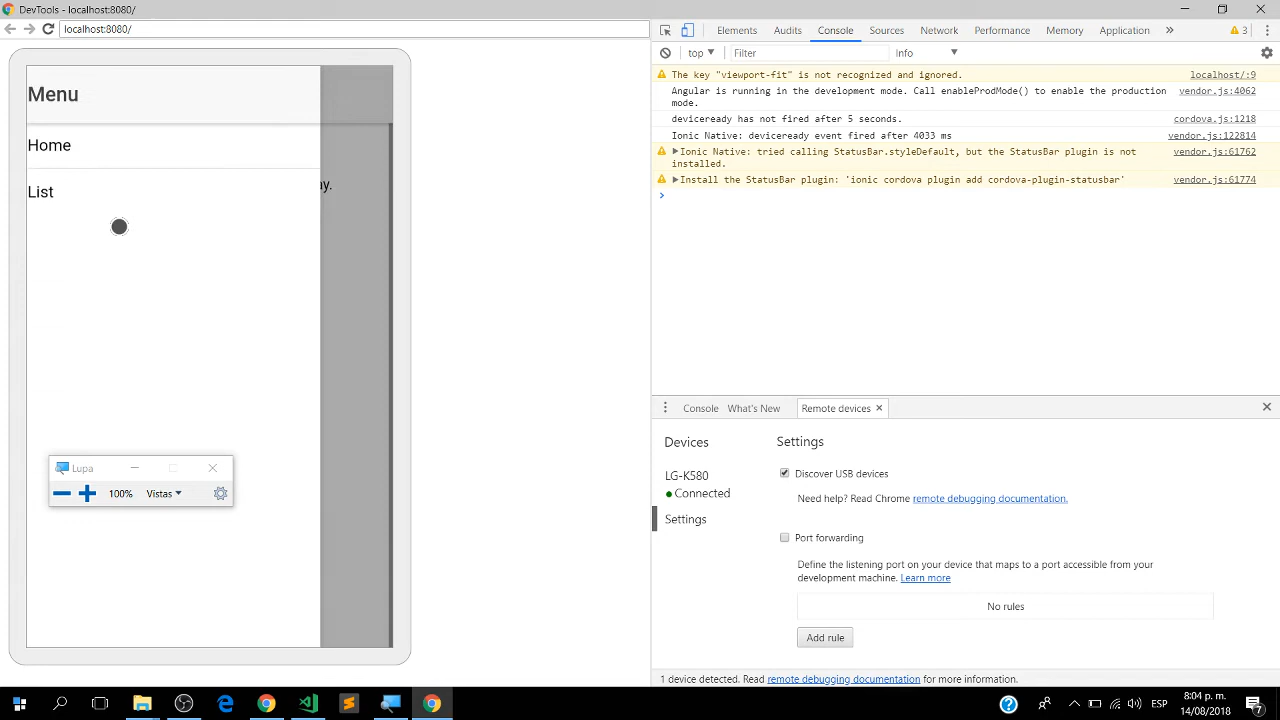 DevTools - localhost:8080/
localhost:8080/
Menu
Home
List
ay.
Lupa
100% Vistas
Elements Audits Console Sources Network Performance Memory Application » 3
top Filter Info
The key "viewport-fit" is not recognized and ignored. localhost/:9
Angular is running in the development mode. Call enableProdMode() to enable the production vendor.js:4062
mode.
deviceready has not fired after 5 seconds. cordova.js:1218
Ionic Native: deviceready event fired after 4033 ms vendor.js:122814
Ionic Native: tried calling StatusBar.styleDefault, but the StatusBar plugin is not vendor.js:61762
installed.
Install the StatusBar plugin: 'ionic cordova plugin add cordova-plugin-statusbar' vendor.js:61774
Console What's New Remote devices
Devices
LG-K580
Connected
Settings
Settings
Discover USB devices
Need help? Read Chrome remote debugging documentation.
Port forwarding
Define the listening port on your device that maps to a port accessible from your
development machine. Learn more
No rules
Add rule
1 device detected. Read remote debugging documentation for more information.
ESP
8:04 p. m.
14/08/2018
7